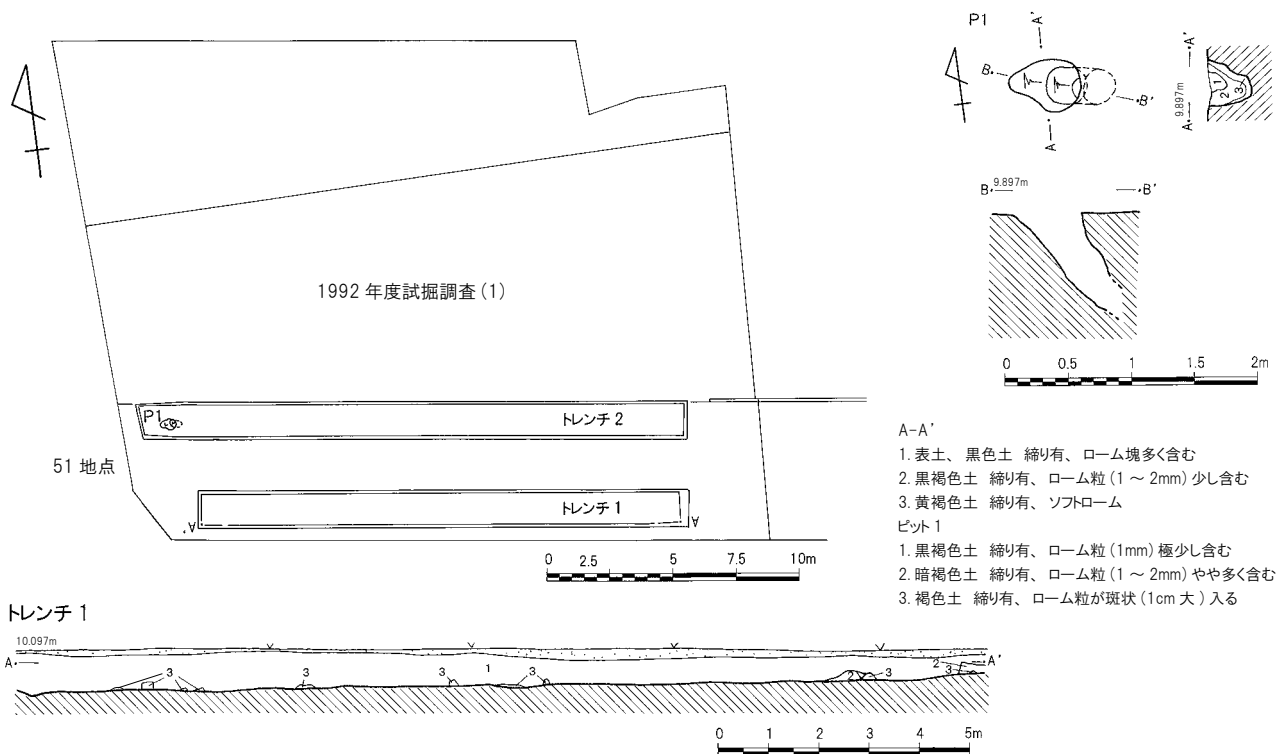 1992 年度試掘調査 (1)
P1
トレンチ 2
51 地点
トレンチ 1
A' A
0 2.5 5 7.5 10m
P1
A'
B B'
A
A'
9.897m
A
1
2
3
B 9.897m B'
0 0.5 1 1.5 2m
A-A'
1. 表土、黒色土 締り有、ローム塊多く含む
2. 黒褐色土 締り有、ローム粒 (1 ～ 2mm) 少し含む
3. 黄褐色土 締り有、ソフトローム
ピット 1
1. 黒褐色土 締り有、ローム粒 (1mm) 極少し含む
2. 暗褐色土 締り有、ローム粒 (1 ～ 2mm) やや多く含む
3. 褐色土 締り有、ローム粒が斑状 (1cm 大 ) 入る
トレンチ 1
10.097m
A 2 A'
3 3 3 1 3 2 3 3
0 1 2 3 4 5m